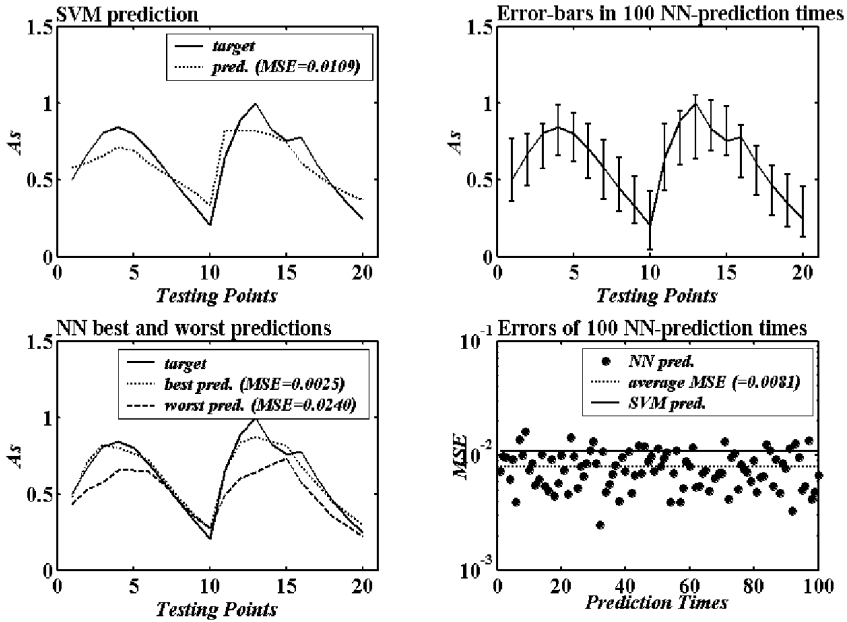 SVM prediction
1.5
1
0.5
0
As
target
pred. (MSE=0.0109)
0 5 10 15 20
Testing Points
Error-bars in 100 NN-prediction times
1.5
1
0.5
0
As
0 5 10 15 20
Testing Points
NN best and worst predictions
1.5
1
0.5
0
As
target
best pred. (MSE=0.0025)
worst pred. (MSE=0.0240)
0 5 10 15 20
Testing Points
Errors of 100 NN-prediction times
10⁻¹
10⁻²
10⁻³
MSE
NN pred.
average MSE (=0.0081)
SVM pred.
0 20 40 60 80 100
Prediction Times